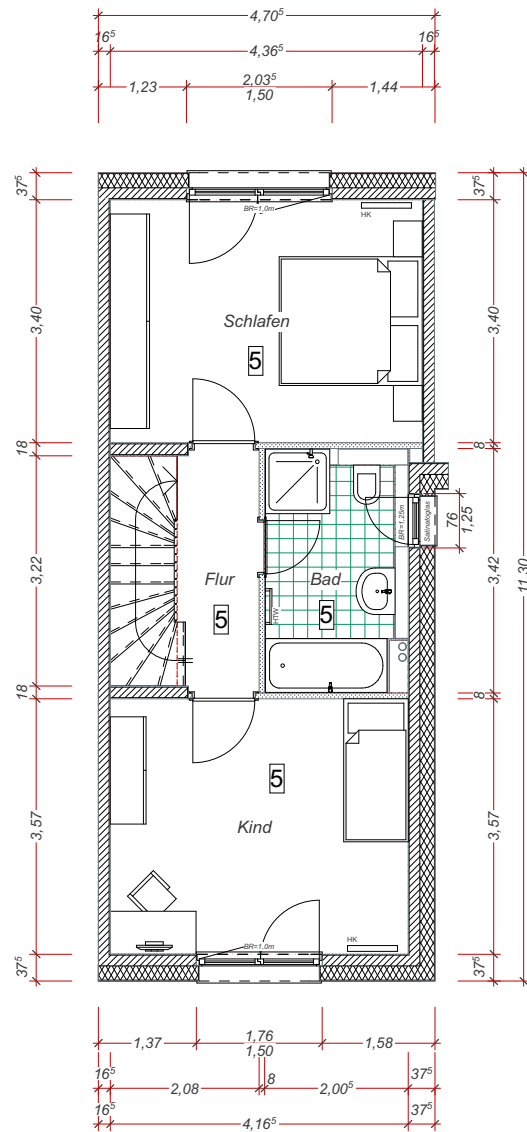 4,70⁵
16⁵ 4,36⁵ 16⁵
1,23 2,03⁵ 1,44
1,50
37⁵ 37⁵
BR=1,0m
HK
3,40 3,40
Schlafen
5
18 8
76
1,25
BR=1,25m
Satinatoglas
3,22 3,42 11,30
Flur Bad
5 5
HTW
18 8
5
3,57 3,57
Kind
BR=1,0m
HK
37⁵ 37⁵
1,37 1,76 1,58
1,50
16⁵ 2,08 8 2,00⁵ 37⁵
16⁵ 4,16⁵ 37⁵